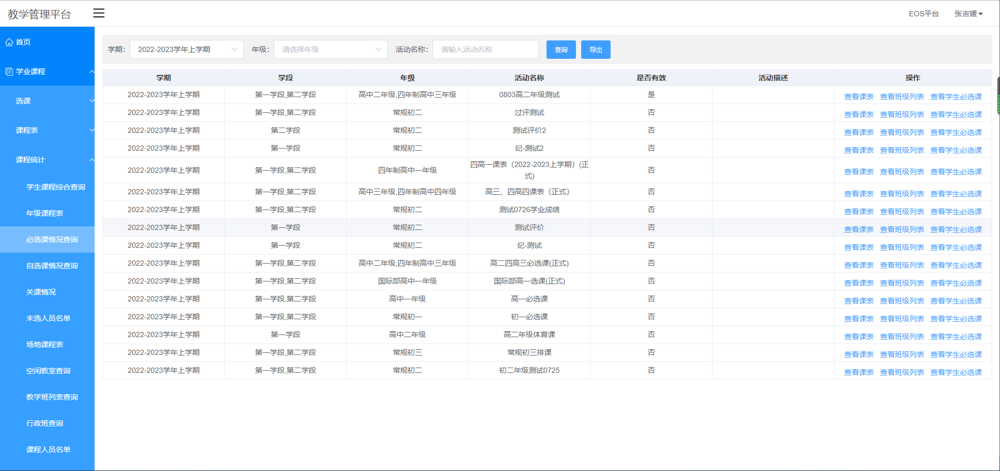 教学管理平台
EOS平台 张吉媛
首页
学业课程
选课
课程表
课程统计
学生课程综合查询
年级课程表
必选课情况查询
自选课情况查询
关课情况
未选人员名单
场地课程表
空闲教室查询
教学班列表查询
行政班查询
课程人员名单
学期: 2022-2023学年上学期 年级: 请选择年级 活动名称: 请输入活动名称 查询 导出
学期 学段 年级 活动名称 是否有效 活动描述 操作
2022-2023学年上学期 第一学段,第二学段 高中二年级,四年制高中三年级 0803高二年级测试 是 查看课表 查看班级列表 查看学生必选课
2022-2023学年上学期 第一学段,第二学段 常规初二 过评测试 否 查看课表 查看班级列表 查看学生必选课
2022-2023学年上学期 第二学段 常规初二 测试评价2 否 查看课表 查看班级列表 查看学生必选课
2022-2023学年上学期 第一学段 常规初二 纪-测试2 否 查看课表 查看班级列表 查看学生必选课
2022-2023学年上学期 第一学段,第二学段 四年制高中一年级 四高一课表（2022-2023上学期）(正式) 否 查看课表 查看班级列表 查看学生必选课
2022-2023学年上学期 第一学段,第二学段 高中三年级,四年制高中四年级 高三、四高四课表（正式） 否 查看课表 查看班级列表 查看学生必选课
2022-2023学年上学期 第一学段,第二学段 常规初二 测试0726学业成绩 否 查看课表 查看班级列表 查看学生必选课
2022-2023学年上学期 第一学段 常规初二 测试评价 否 查看课表 查看班级列表 查看学生必选课
2022-2023学年上学期 第一学段 常规初二 纪-测试 否 查看课表 查看班级列表 查看学生必选课
2022-2023学年上学期 第一学段,第二学段 高中二年级,四年制高中三年级 高二四高三必选课(正式) 否 查看课表 查看班级列表 查看学生必选课
2022-2023学年上学期 第一学段,第二学段 国际部高中一年级 国际部高一选课(正式) 否 查看课表 查看班级列表 查看学生必选课
2022-2023学年上学期 第一学段,第二学段 高中一年级 高一必选课 否 查看课表 查看班级列表 查看学生必选课
2022-2023学年上学期 第一学段,第二学段 常规初一 初一必选课 否 查看课表 查看班级列表 查看学生必选课
2022-2023学年上学期 第一学段 高中二年级 高二年级体育课 否 查看课表 查看班级列表 查看学生必选课
2022-2023学年上学期 第一学段,第二学段 常规初三 常规初三排课 否 查看课表 查看班级列表 查看学生必选课
2022-2023学年上学期 第一学段,第二学段 常规初二 初二年级测试0725 否 查看课表 查看班级列表 查看学生必选课